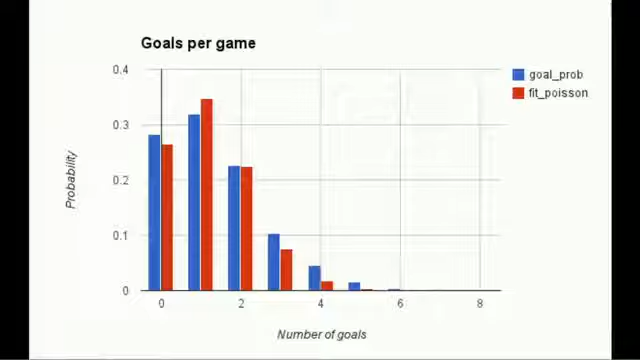 Goals per game
goal_prob
fit_poisson
0.4
0.3
0.2
0.1
0
Probability
0 2 4 6 8
Number of goals